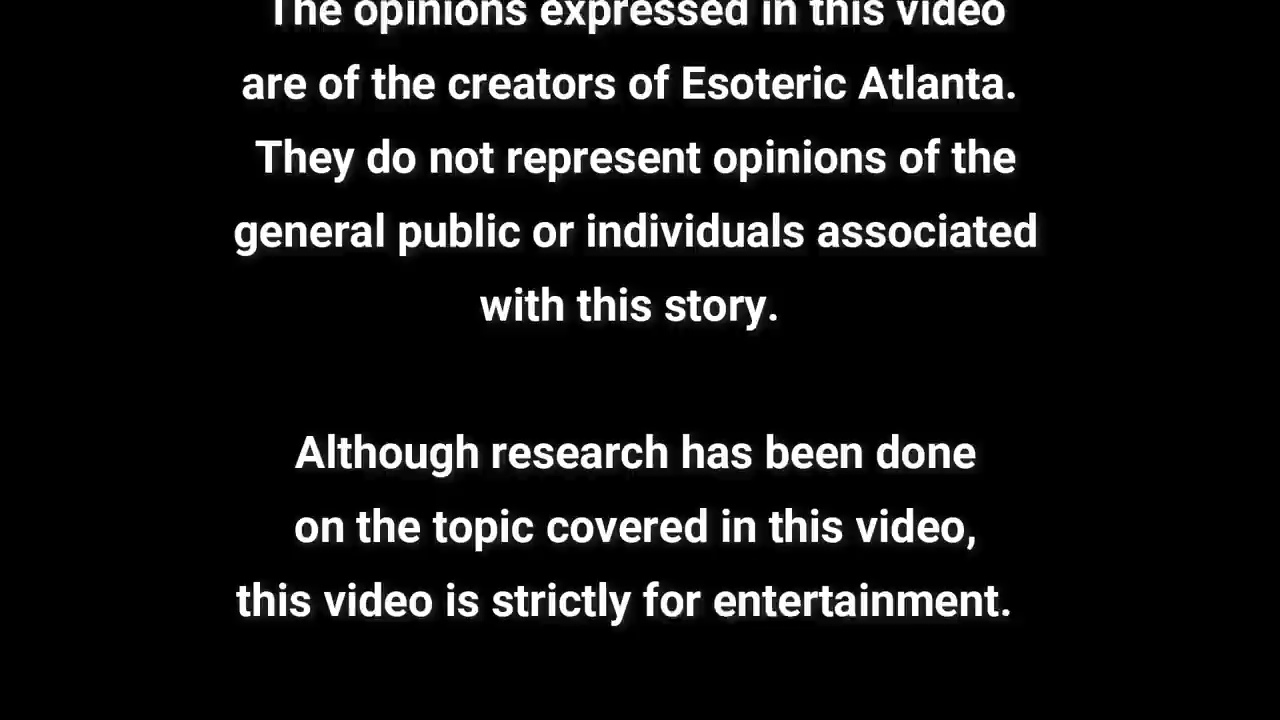 The opinions expressed in this video
are of the creators of Esoteric Atlanta.
They do not represent opinions of the
general public or individuals associated
with this story.
Although research has been done
on the topic covered in this video,
this video is strictly for entertainment.